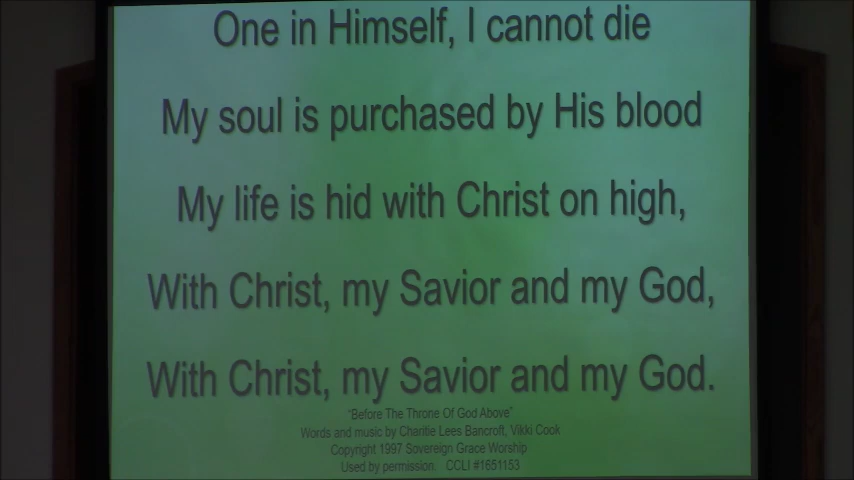 One in Himself, I cannot die
My soul is purchased by His blood
My life is hid with Christ on high,
With Christ, my Savior and my God,
With Christ, my Savior and my God.
"Before The Throne Of God Above"
Words and music by Charitie Lees Bancroft, Vikki Cook
Copyright 1997 Sovereign Grace Worship
Used by permission. CCLI #1651153